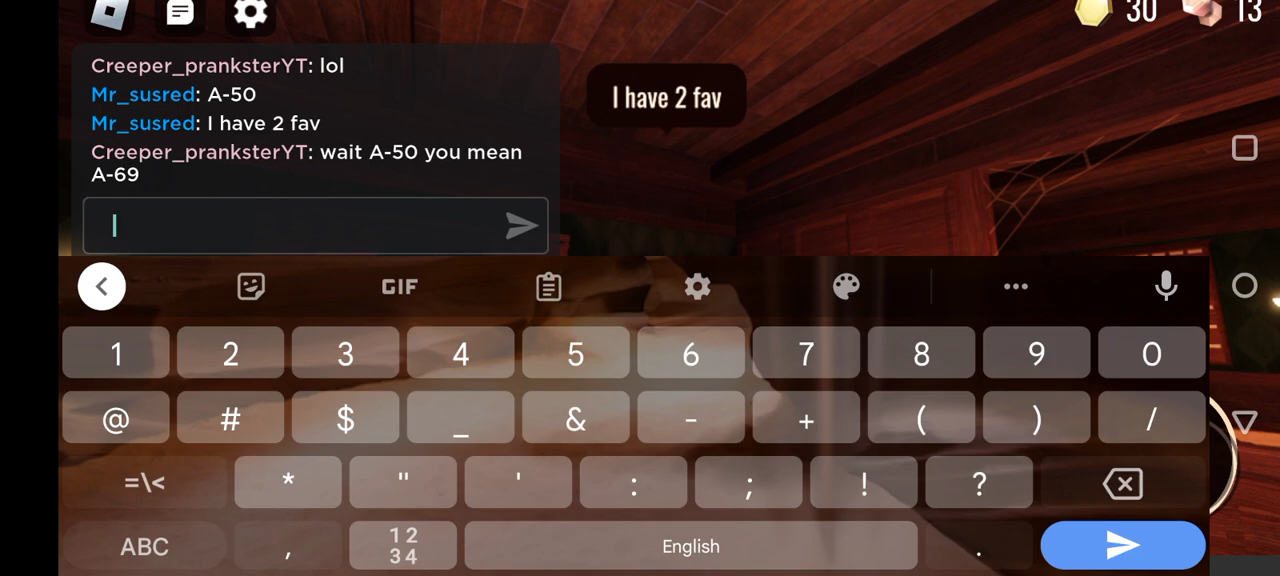 30 13
Creeper_pranksterYT: lol
Mr_susred: A-50
Mr_susred: I have 2 fav
Creeper_pranksterYT: wait A-50 you mean
A-69
I have 2 fav
GIF
1 2 3 4 5 6 7 8 9 0
@ # $ _ & - + ( ) /
=\< * " ' : ; ! ?
ABC , 1 2 English .
3 4